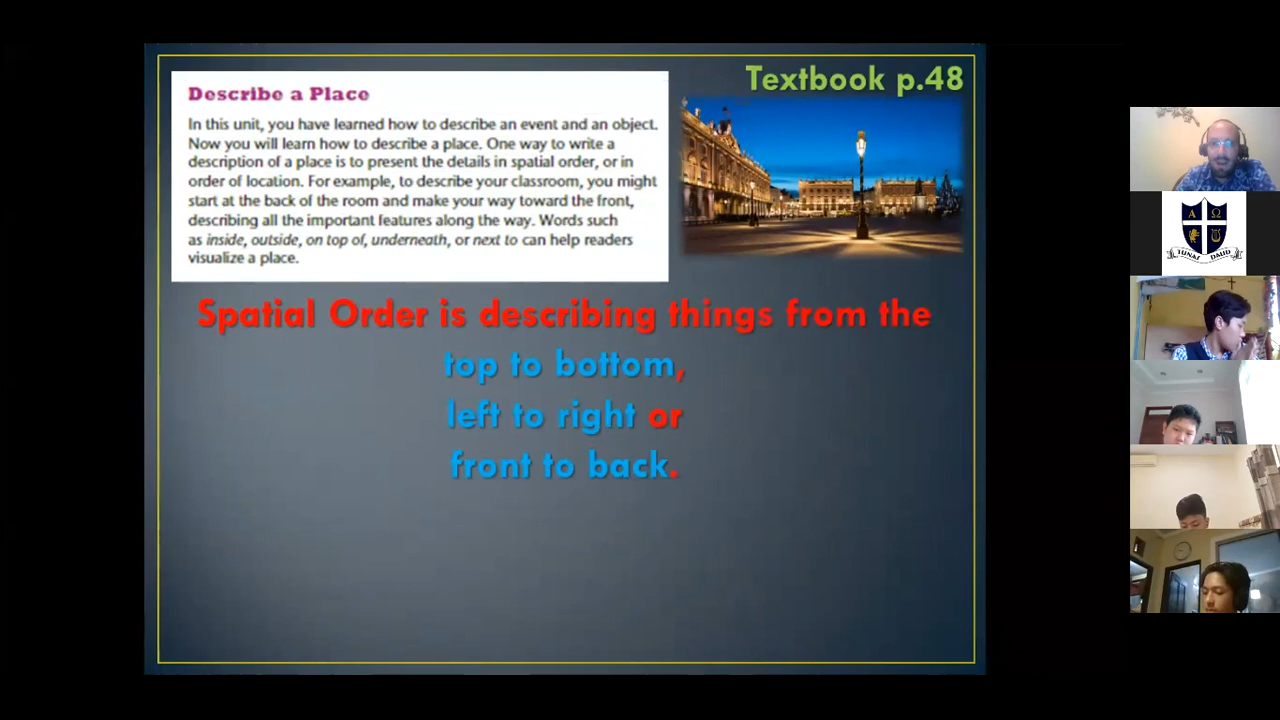 Textbook p.48
Describe a Place
In this unit, you have learned how to describe an event and an object.
Now you will learn how to describe a place. One way to write a
description of a place is to present the details in spatial order, or in
order of location. For example, to describe your classroom, you might
start at the back of the room and make your way toward the front,
describing all the important features along the way. Words such
as inside, outside, on top of, underneath, or next to can help readers
visualize a place.
Spatial Order is describing things from the
top to bottom,
left to right or
front to back.
Α Ω
TUNAS DAUD